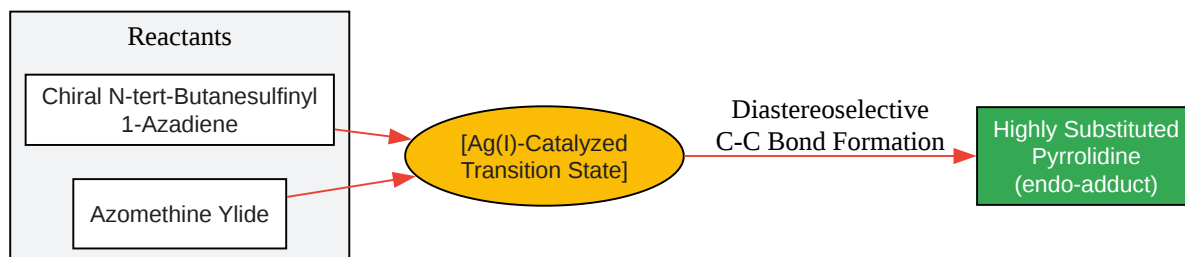 Reactants
Chiral N-tert-Butanesulfinyl
1-Azadiene
Azomethine Ylide
[Ag(I)-Catalyzed
Transition State]
Diastereoselective
C-C Bond Formation
Highly Substituted
Pyrrolidine
(endo-adduct)